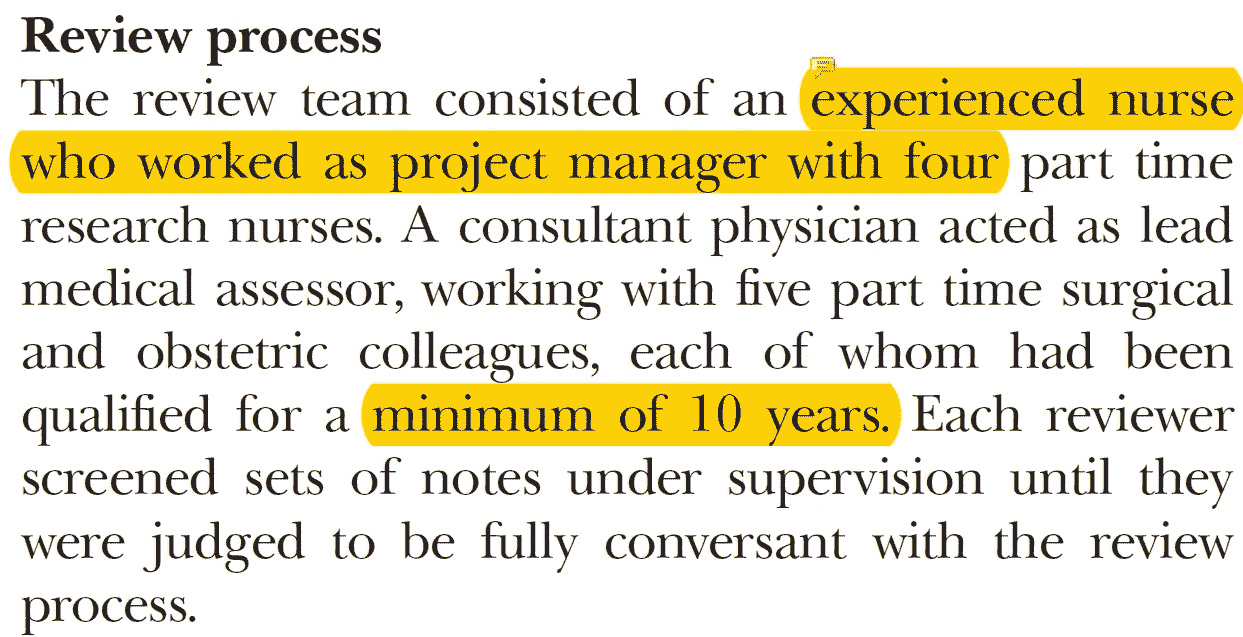 Review process
The review team consisted of an experienced nurse
who worked as project manager with four part time
research nurses. A consultant physician acted as lead
medical assessor, working with five part time surgical
and obstetric colleagues, each of whom had been
qualified for a minimum of 10 years. Each reviewer
screened sets of notes under supervision until they
were judged to be fully conversant with the review
process.